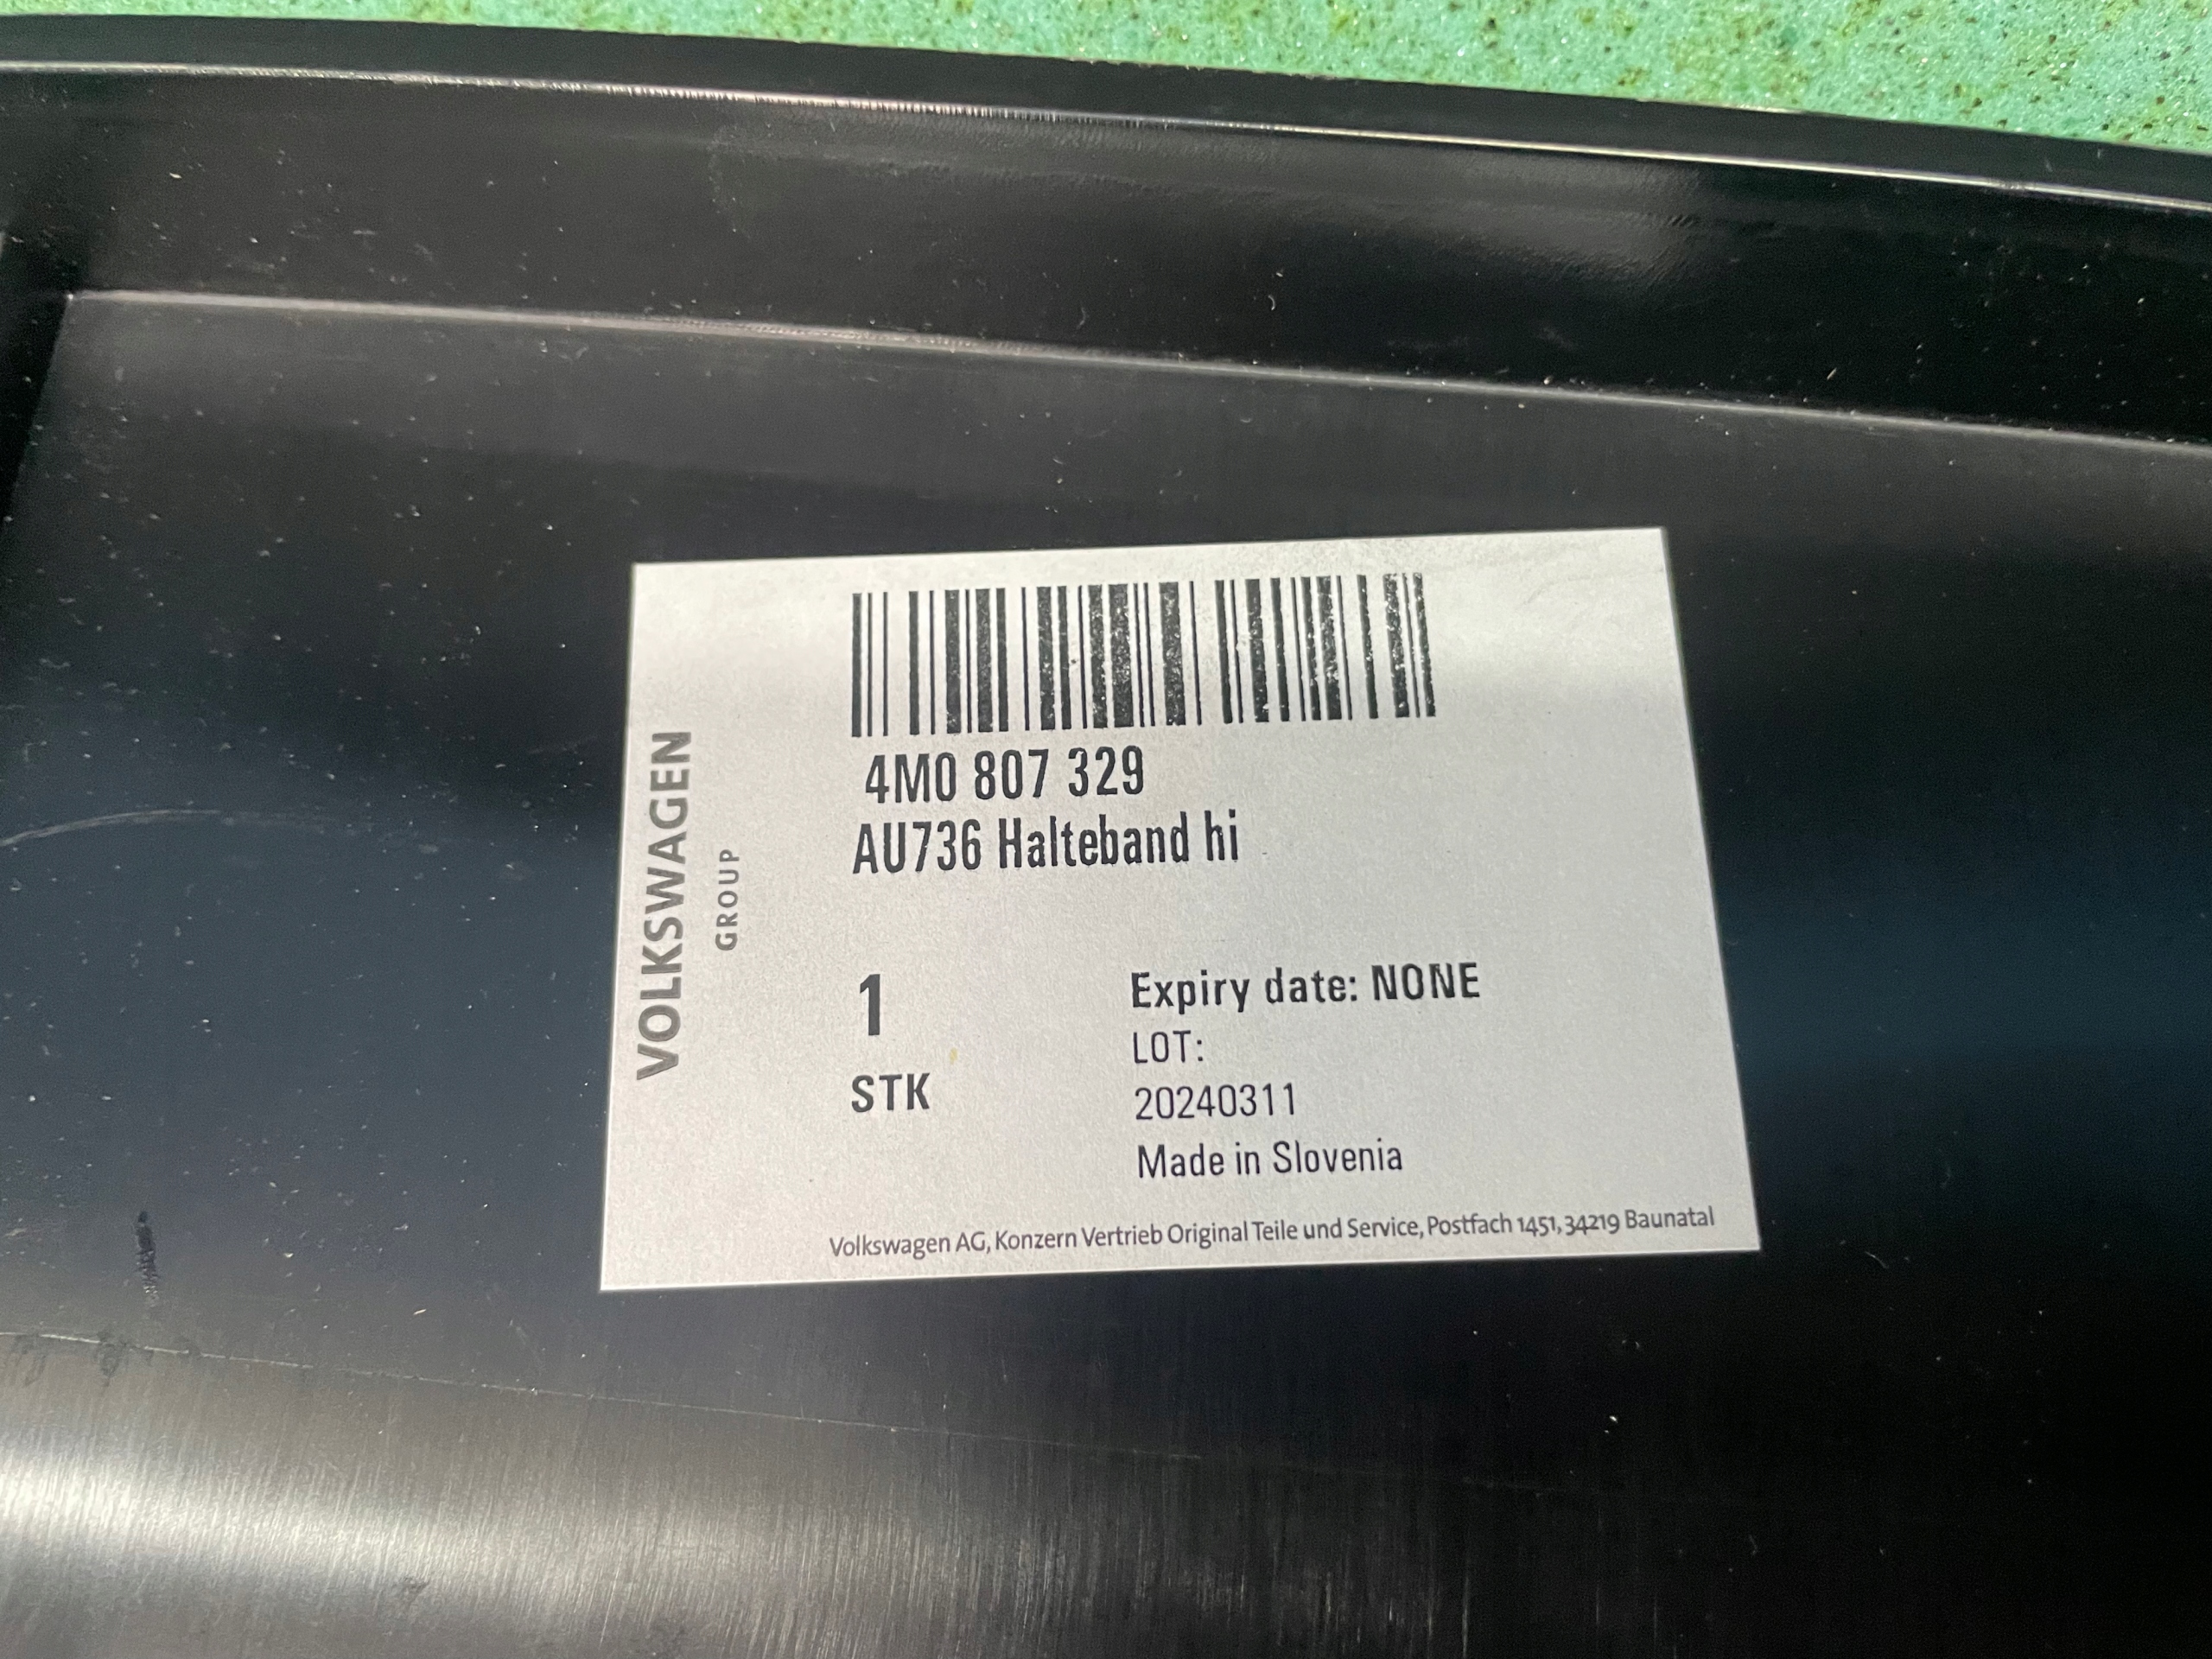 VOLKSWAGEN
GROUP
4M0 807 329
AU736 Halteband hi
1
STK
Expiry date: NONE
LOT:
20240311
Made in Slovenia
Volkswagen AG, Konzern Vertrieb Original Teile und Service, Postfach 1451, 34219 Baunatal